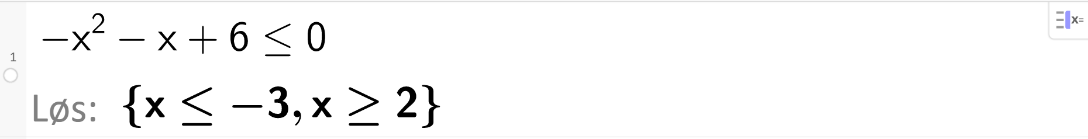 −x² − x + 6 ≤ 0
1
Løs: {x ≤ −3, x ≥ 2}
x=